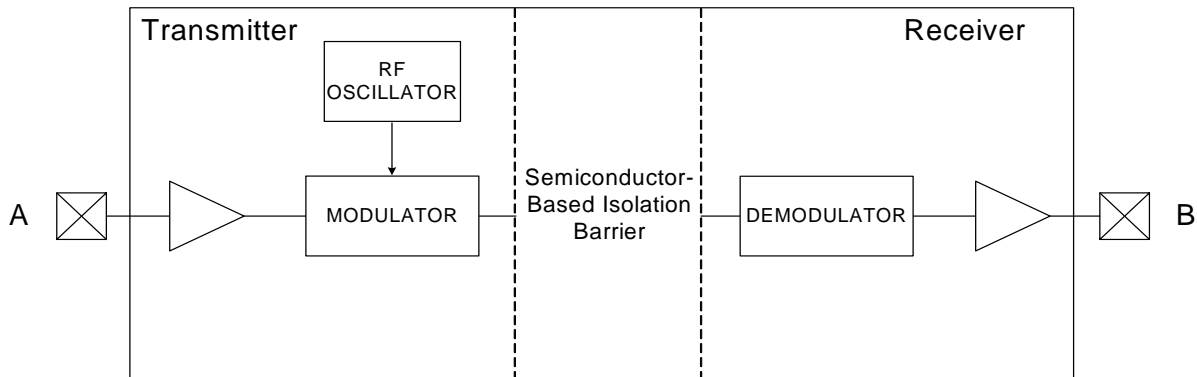 Transmitter
Receiver
RF
OSCILLATOR
A
MODULATOR
Semiconductor-
Based Isolation
Barrier
DEMODULATOR
B